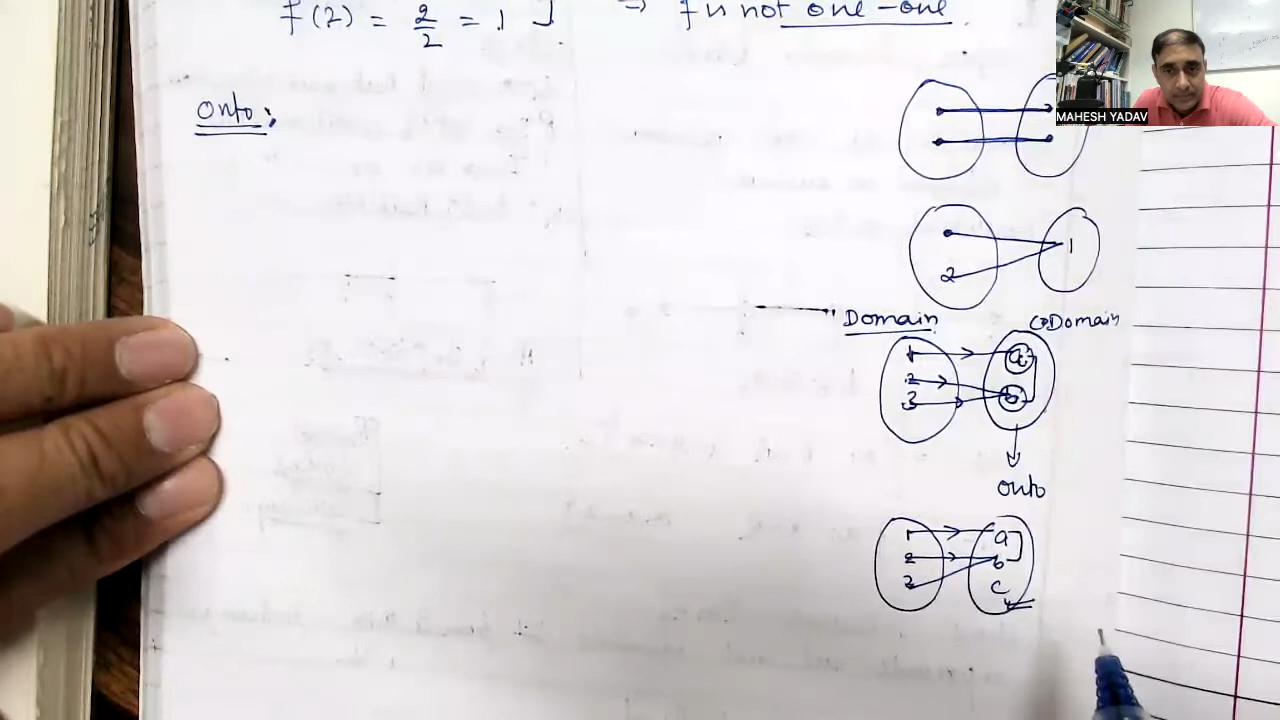 f(2) = 2/2 = 1 ] ⇒ f is not one-one.
MAHESH YADAV
Onto:
1
2
Domain CoDomain
1 a
2
3 b
onto
1 a
2 b
3 c